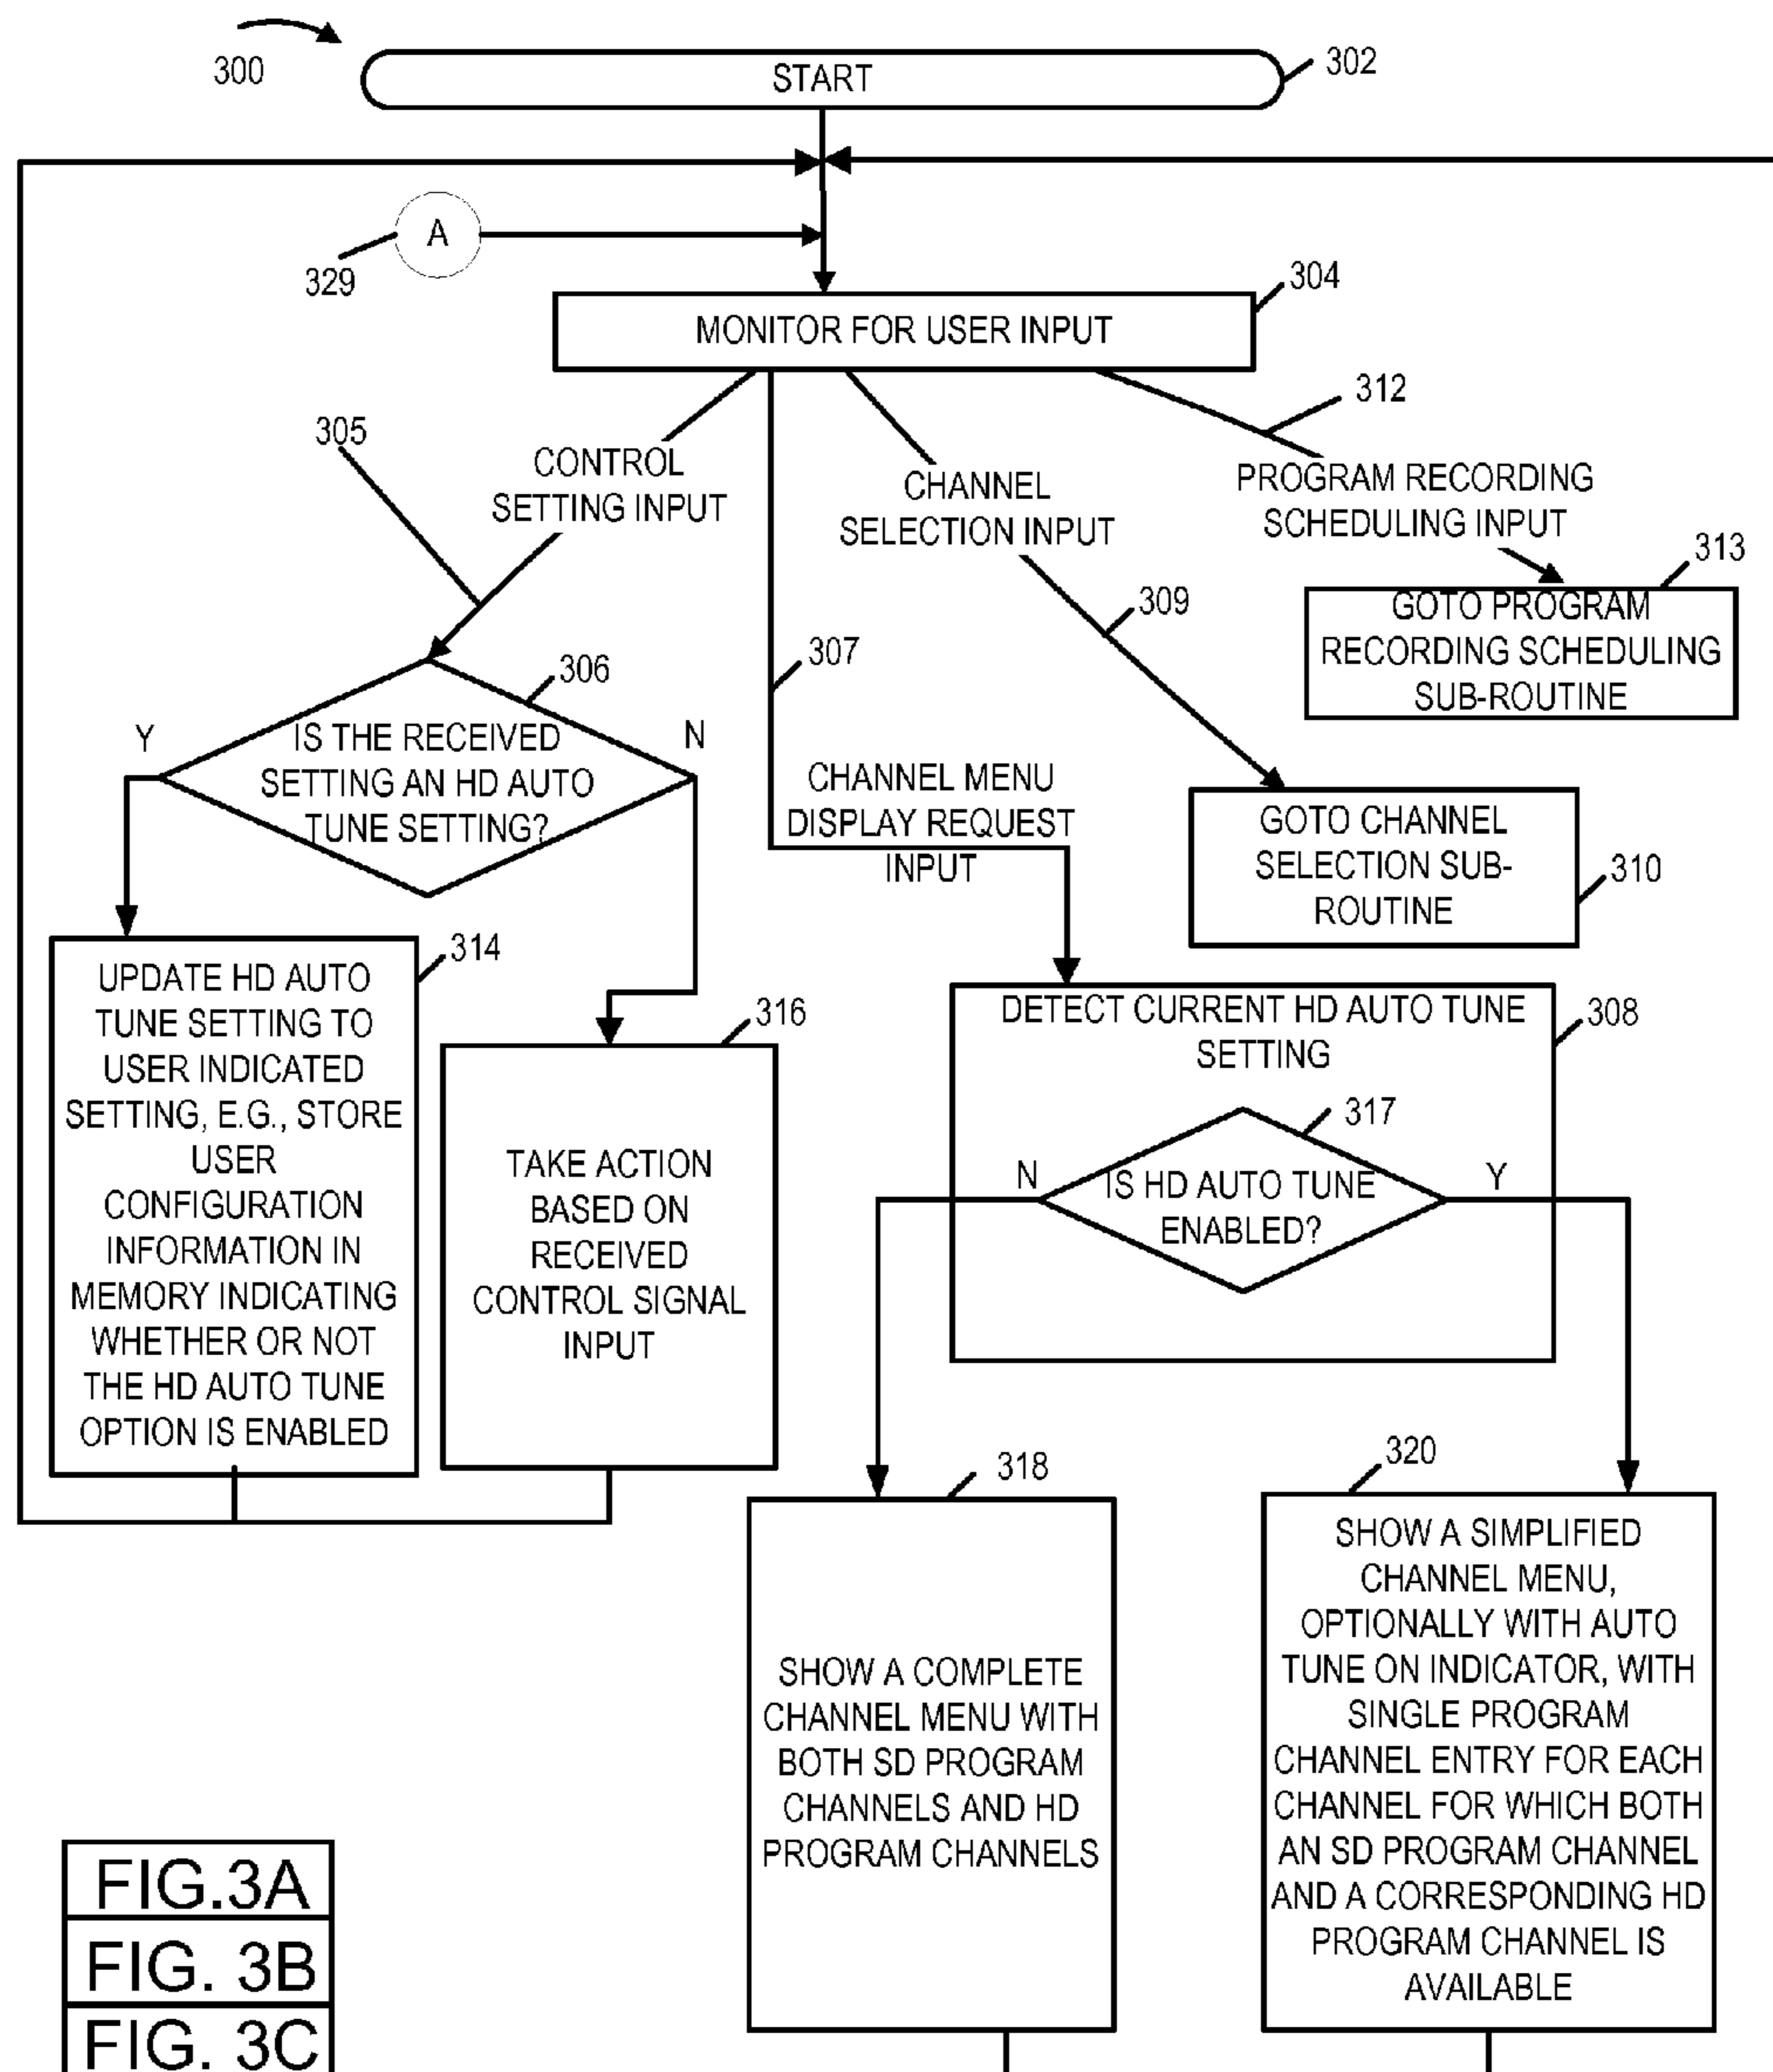 300
START
302
A
329
304
MONITOR FOR USER INPUT
312
305
CONTROL
SETTING INPUT
CHANNEL
SELECTION INPUT
PROGRAM RECORDING
SCHEDULING INPUT
313
GOTO PROGRAM
RECORDING SCHEDULING
SUB-ROUTINE
309
307
306
Y
IS THE RECEIVED
SETTING AN HD AUTO
TUNE SETTING?
N
CHANNEL MENU
DISPLAY REQUEST
INPUT
GOTO CHANNEL
SELECTION SUB-
ROUTINE
310
314
UPDATE HD AUTO
TUNE SETTING TO
USER INDICATED
SETTING, E.G., STORE
USER
CONFIGURATION
INFORMATION IN
MEMORY INDICATING
WHETHER OR NOT
THE HD AUTO TUNE
OPTION IS ENABLED
316
TAKE ACTION
BASED ON
RECEIVED
CONTROL SIGNAL
INPUT
DETECT CURRENT HD AUTO TUNE
SETTING
308
317
N
IS HD AUTO TUNE
ENABLED?
Y
318
SHOW A COMPLETE
CHANNEL MENU WITH
BOTH SD PROGRAM
CHANNELS AND HD
PROGRAM CHANNELS
320
SHOW A SIMPLIFIED
CHANNEL MENU,
OPTIONALLY WITH AUTO
TUNE ON INDICATOR, WITH
SINGLE PROGRAM
CHANNEL ENTRY FOR EACH
CHANNEL FOR WHICH BOTH
AN SD PROGRAM CHANNEL
AND A CORRESPONDING HD
PROGRAM CHANNEL IS
AVAILABLE
FIG.3A
FIG. 3B
FIG. 3C